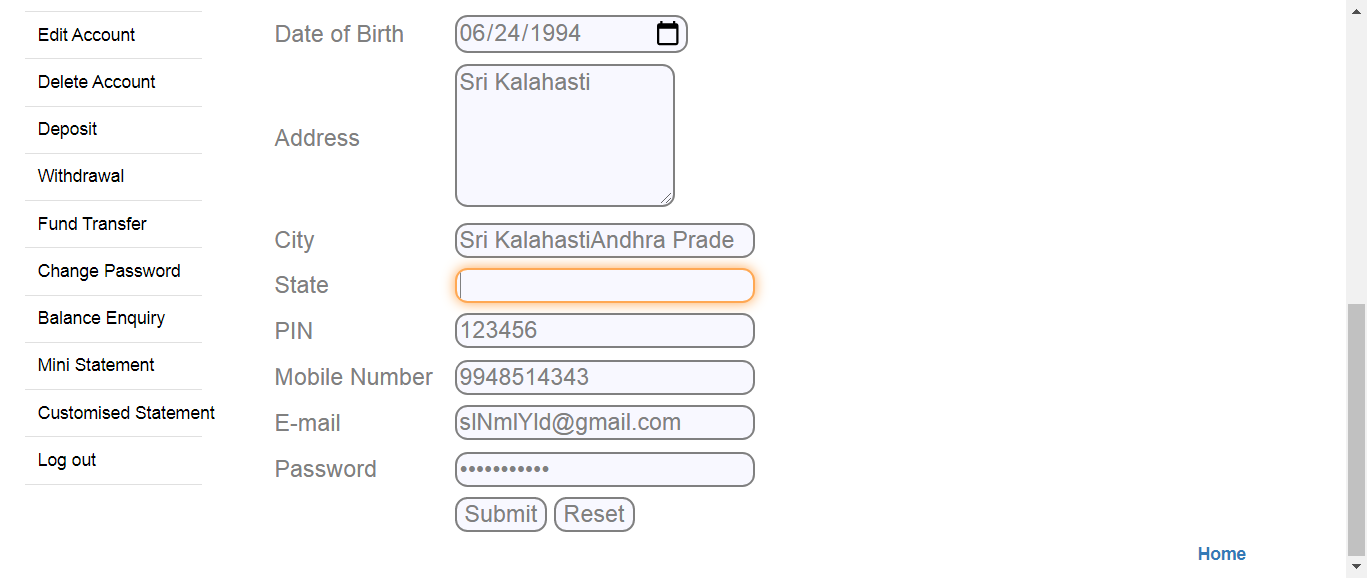 Edit Account
Delete Account
Deposit
Withdrawal
Fund Transfer
Change Password
Balance Enquiry
Mini Statement
Customised Statement
Log out
Date of Birth 06/24/1994
Address Sri Kalahasti
City Sri KalahastiAndhra Prade
State
PIN 123456
Mobile Number 9948514343
E-mail slNmlYld@gmail.com
Password •••••••••••
Submit Reset
Home